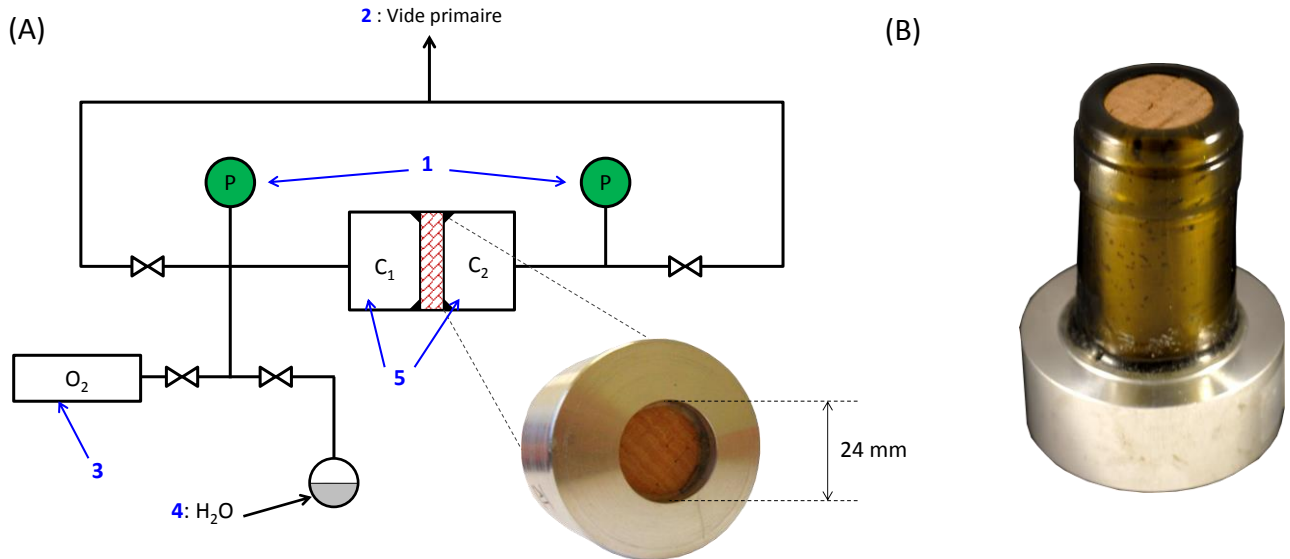 (A)
2 : Vide primaire
(B)
P
1
P
C₁
C₂
5
O₂
3
24 mm
4: H₂O